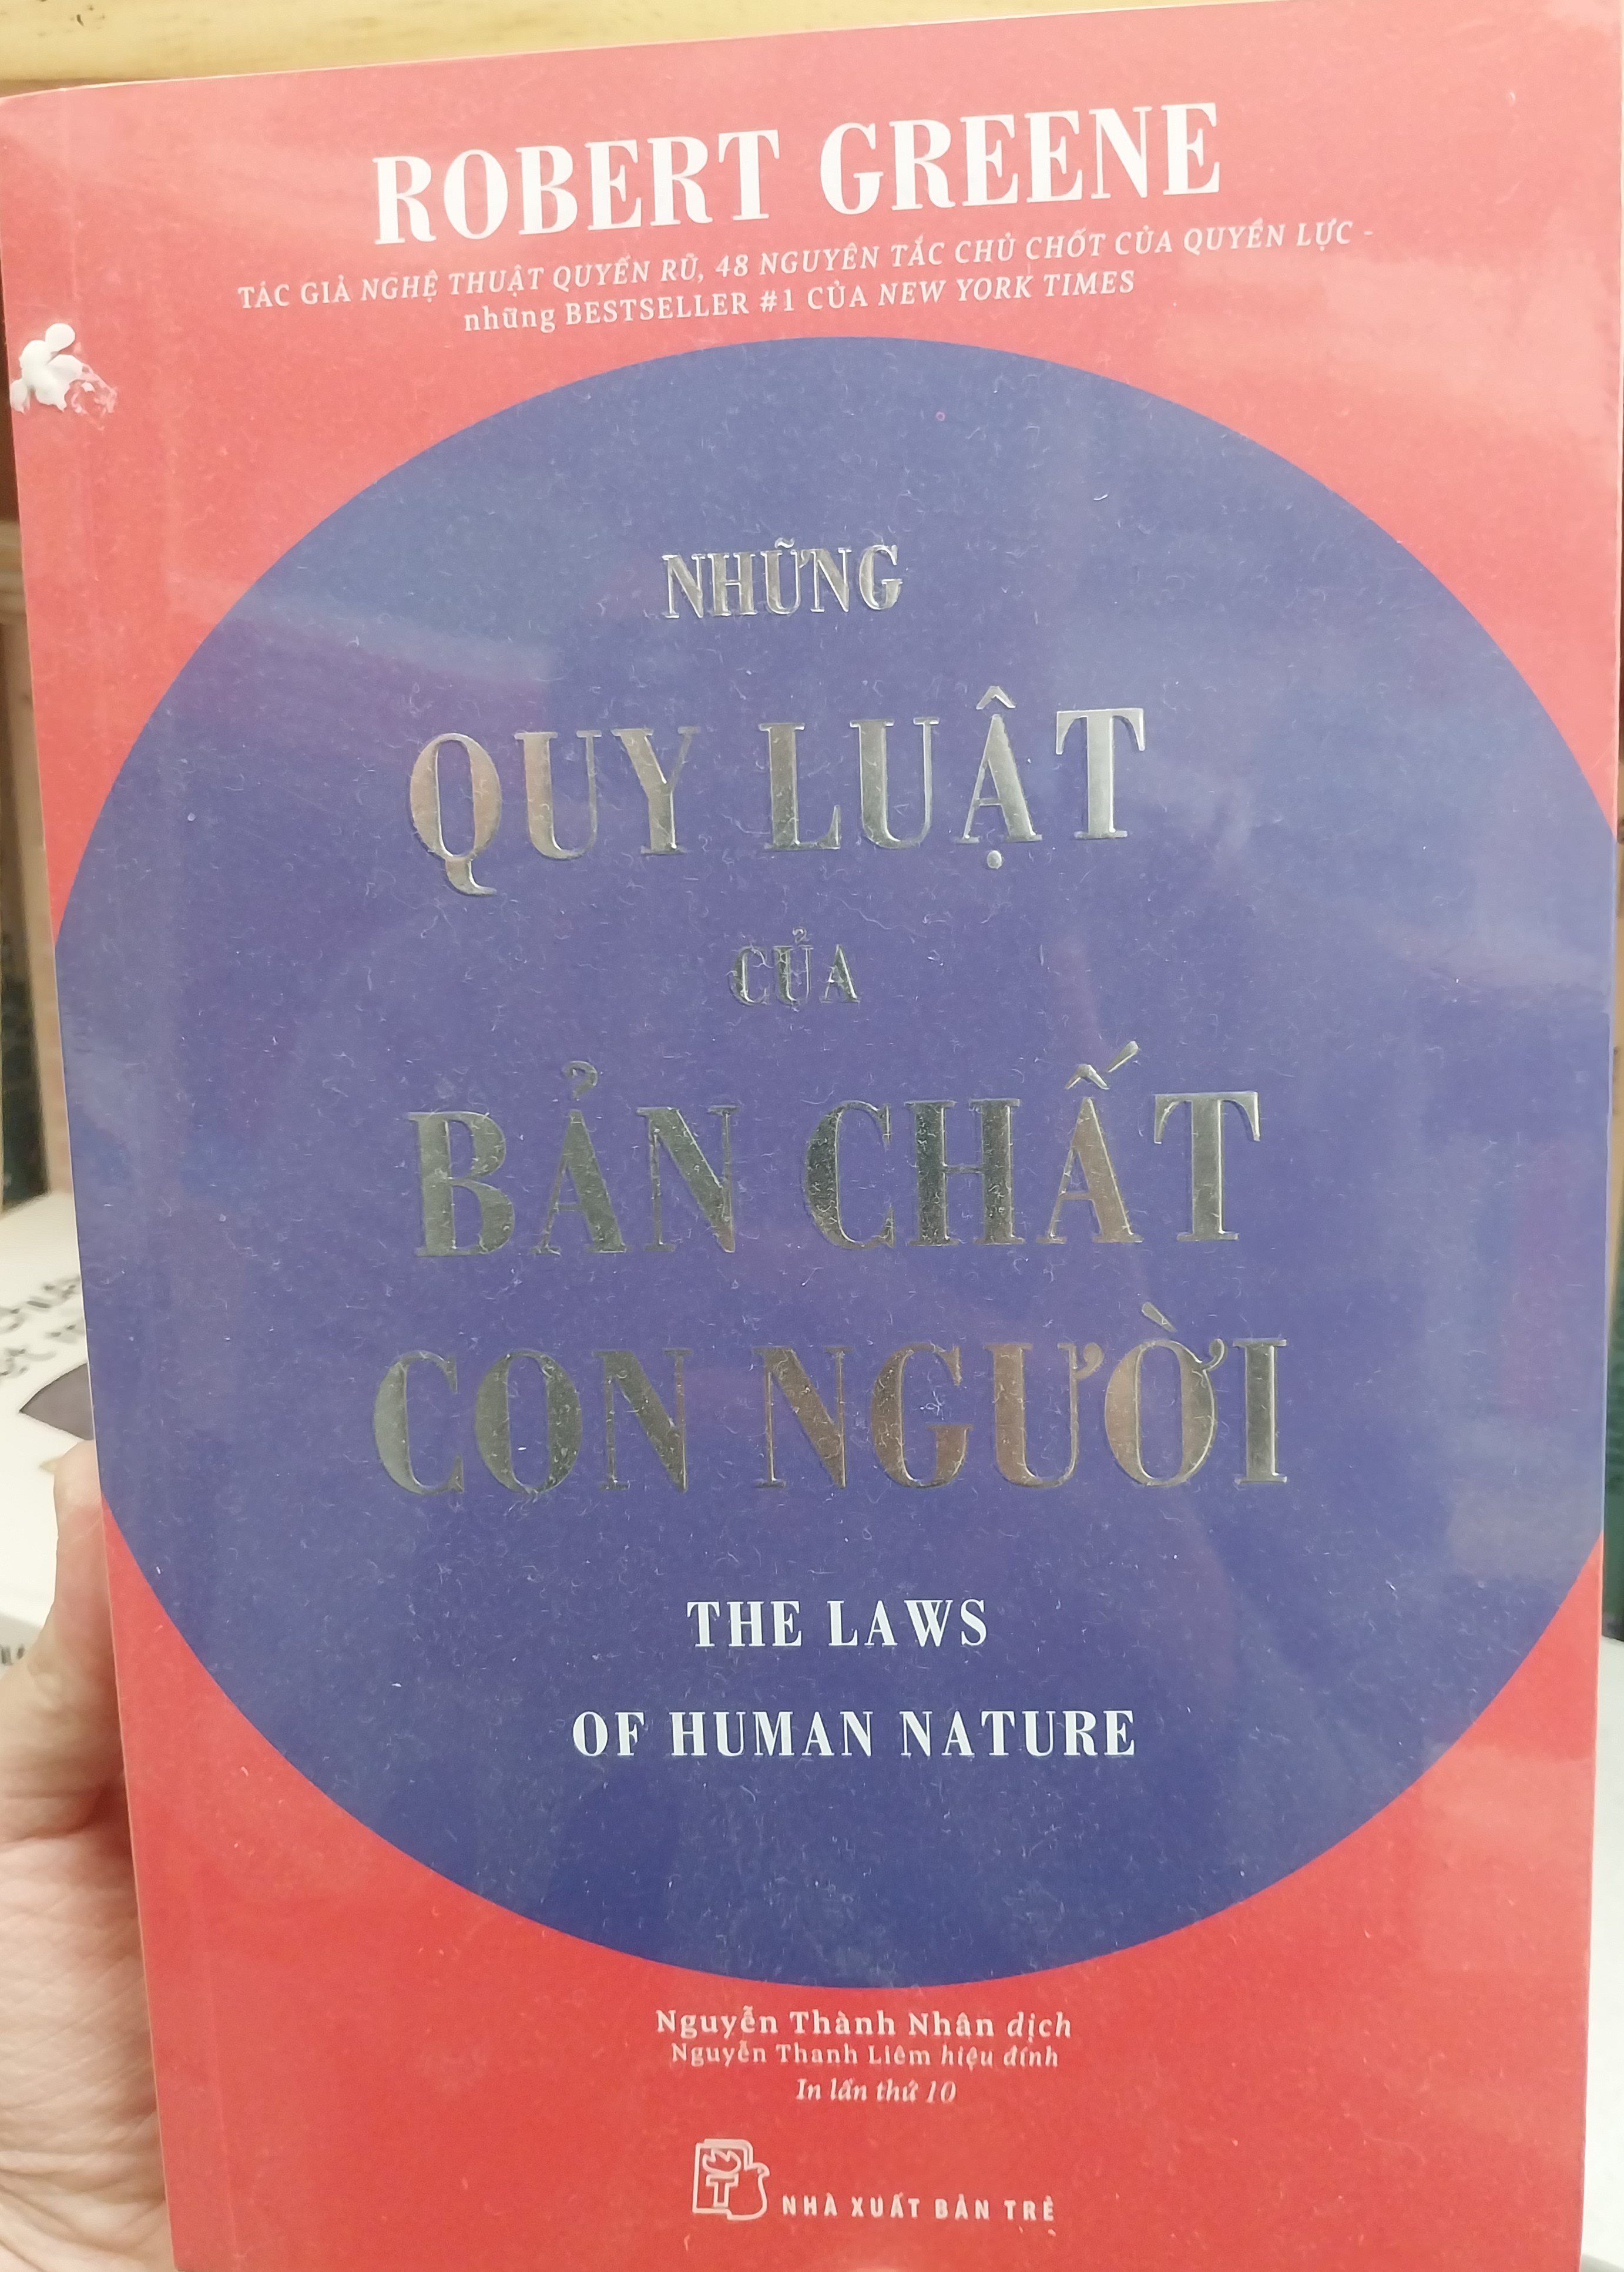 ROBERT GREENE
TÁC GIẢ NGHỆ THUẬT QUYẾN RŨ, 48 NGUYÊN TẮC CHỦ CHỐT CỦA QUYỀN LỰC -
những BESTSELLER #1 CỦA NEW YORK TIMES
NHỮNG
QUY LUẬT
CỦA
BẢN CHẤT
CON NGƯỜI
THE LAWS
OF HUMAN NATURE
Nguyễn Thành Nhân dịch
Nguyễn Thanh Liêm hiệu đính
In lần thứ 10
NHÀ XUẤT BẢN TRẺ